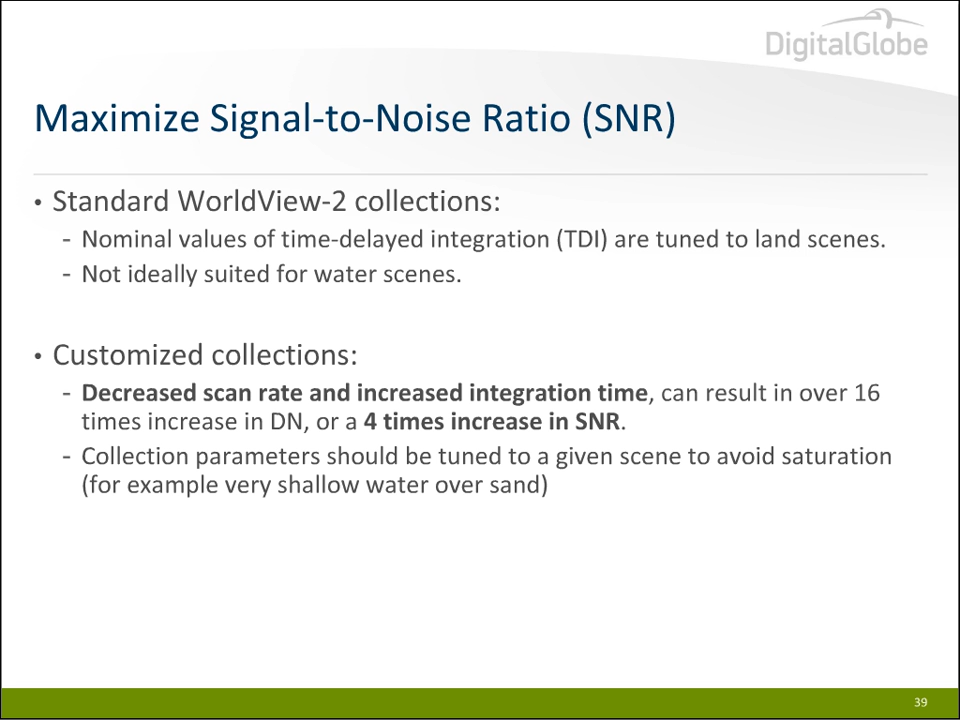 DigitalGlobe
Maximize Signal-to-Noise Ratio (SNR)
• Standard WorldView-2 collections:
- Nominal values of time-delayed integration (TDI) are tuned to land scenes.
- Not ideally suited for water scenes.
• Customized collections:
- Decreased scan rate and increased integration time, can result in over 16
times increase in DN, or a 4 times increase in SNR.
- Collection parameters should be tuned to a given scene to avoid saturation
(for example very shallow water over sand)
39